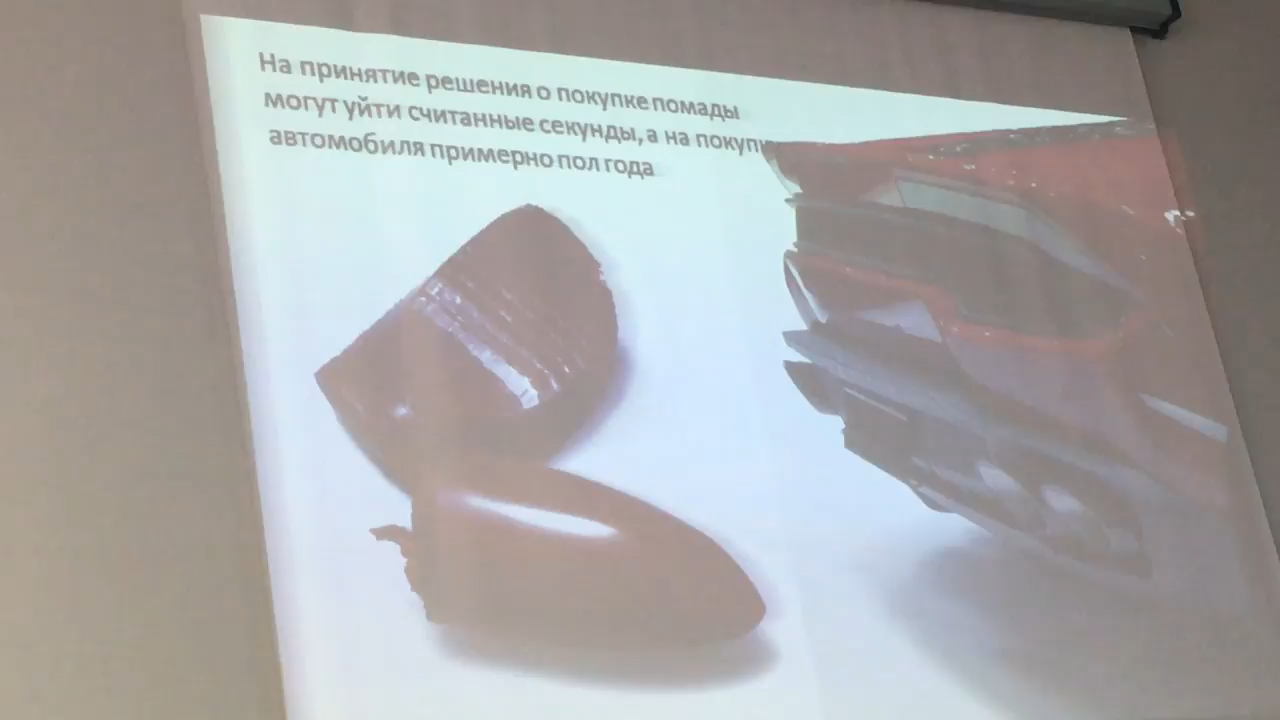 На принятие решения о покупке помады
могут уйти считанные секунды, а на
автомобиля примерно пол года